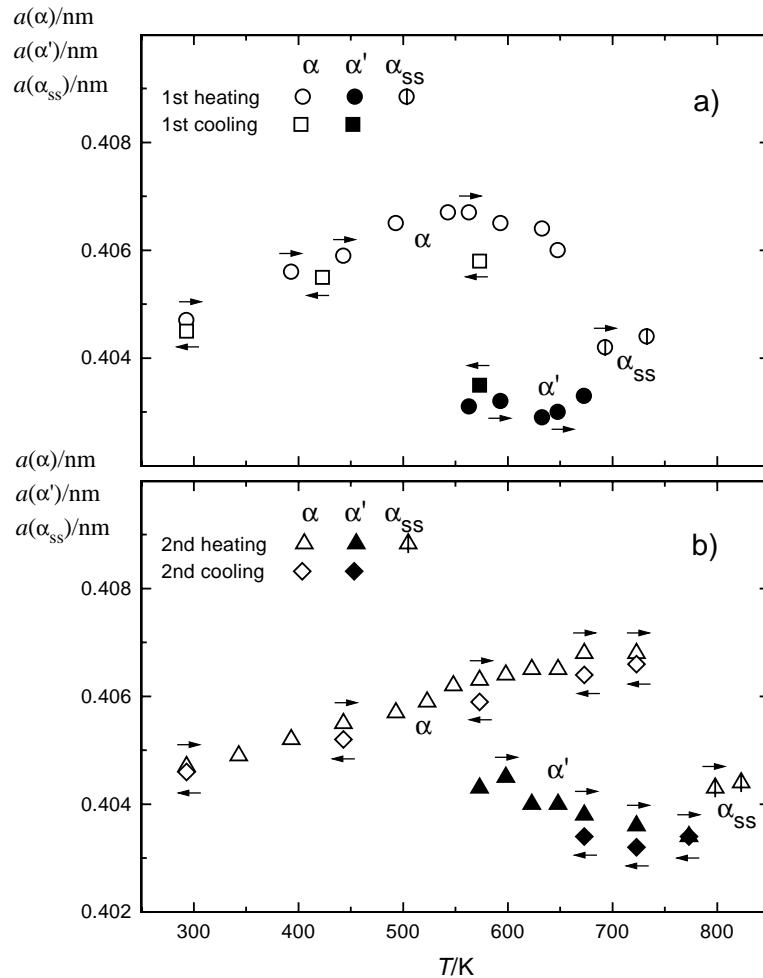 a(α)/nm
a(α')/nm
a(αss)/nm
α α' αss
1st heating
1st cooling
a)
0.408
0.406
0.404
α
α'
αss
a(α)/nm
a(α')/nm
a(αss)/nm
α α' αss
2nd heating
2nd cooling
b)
0.408
0.406
0.404
0.402
α
α'
αss
300 400 500 600 700 800
T/K